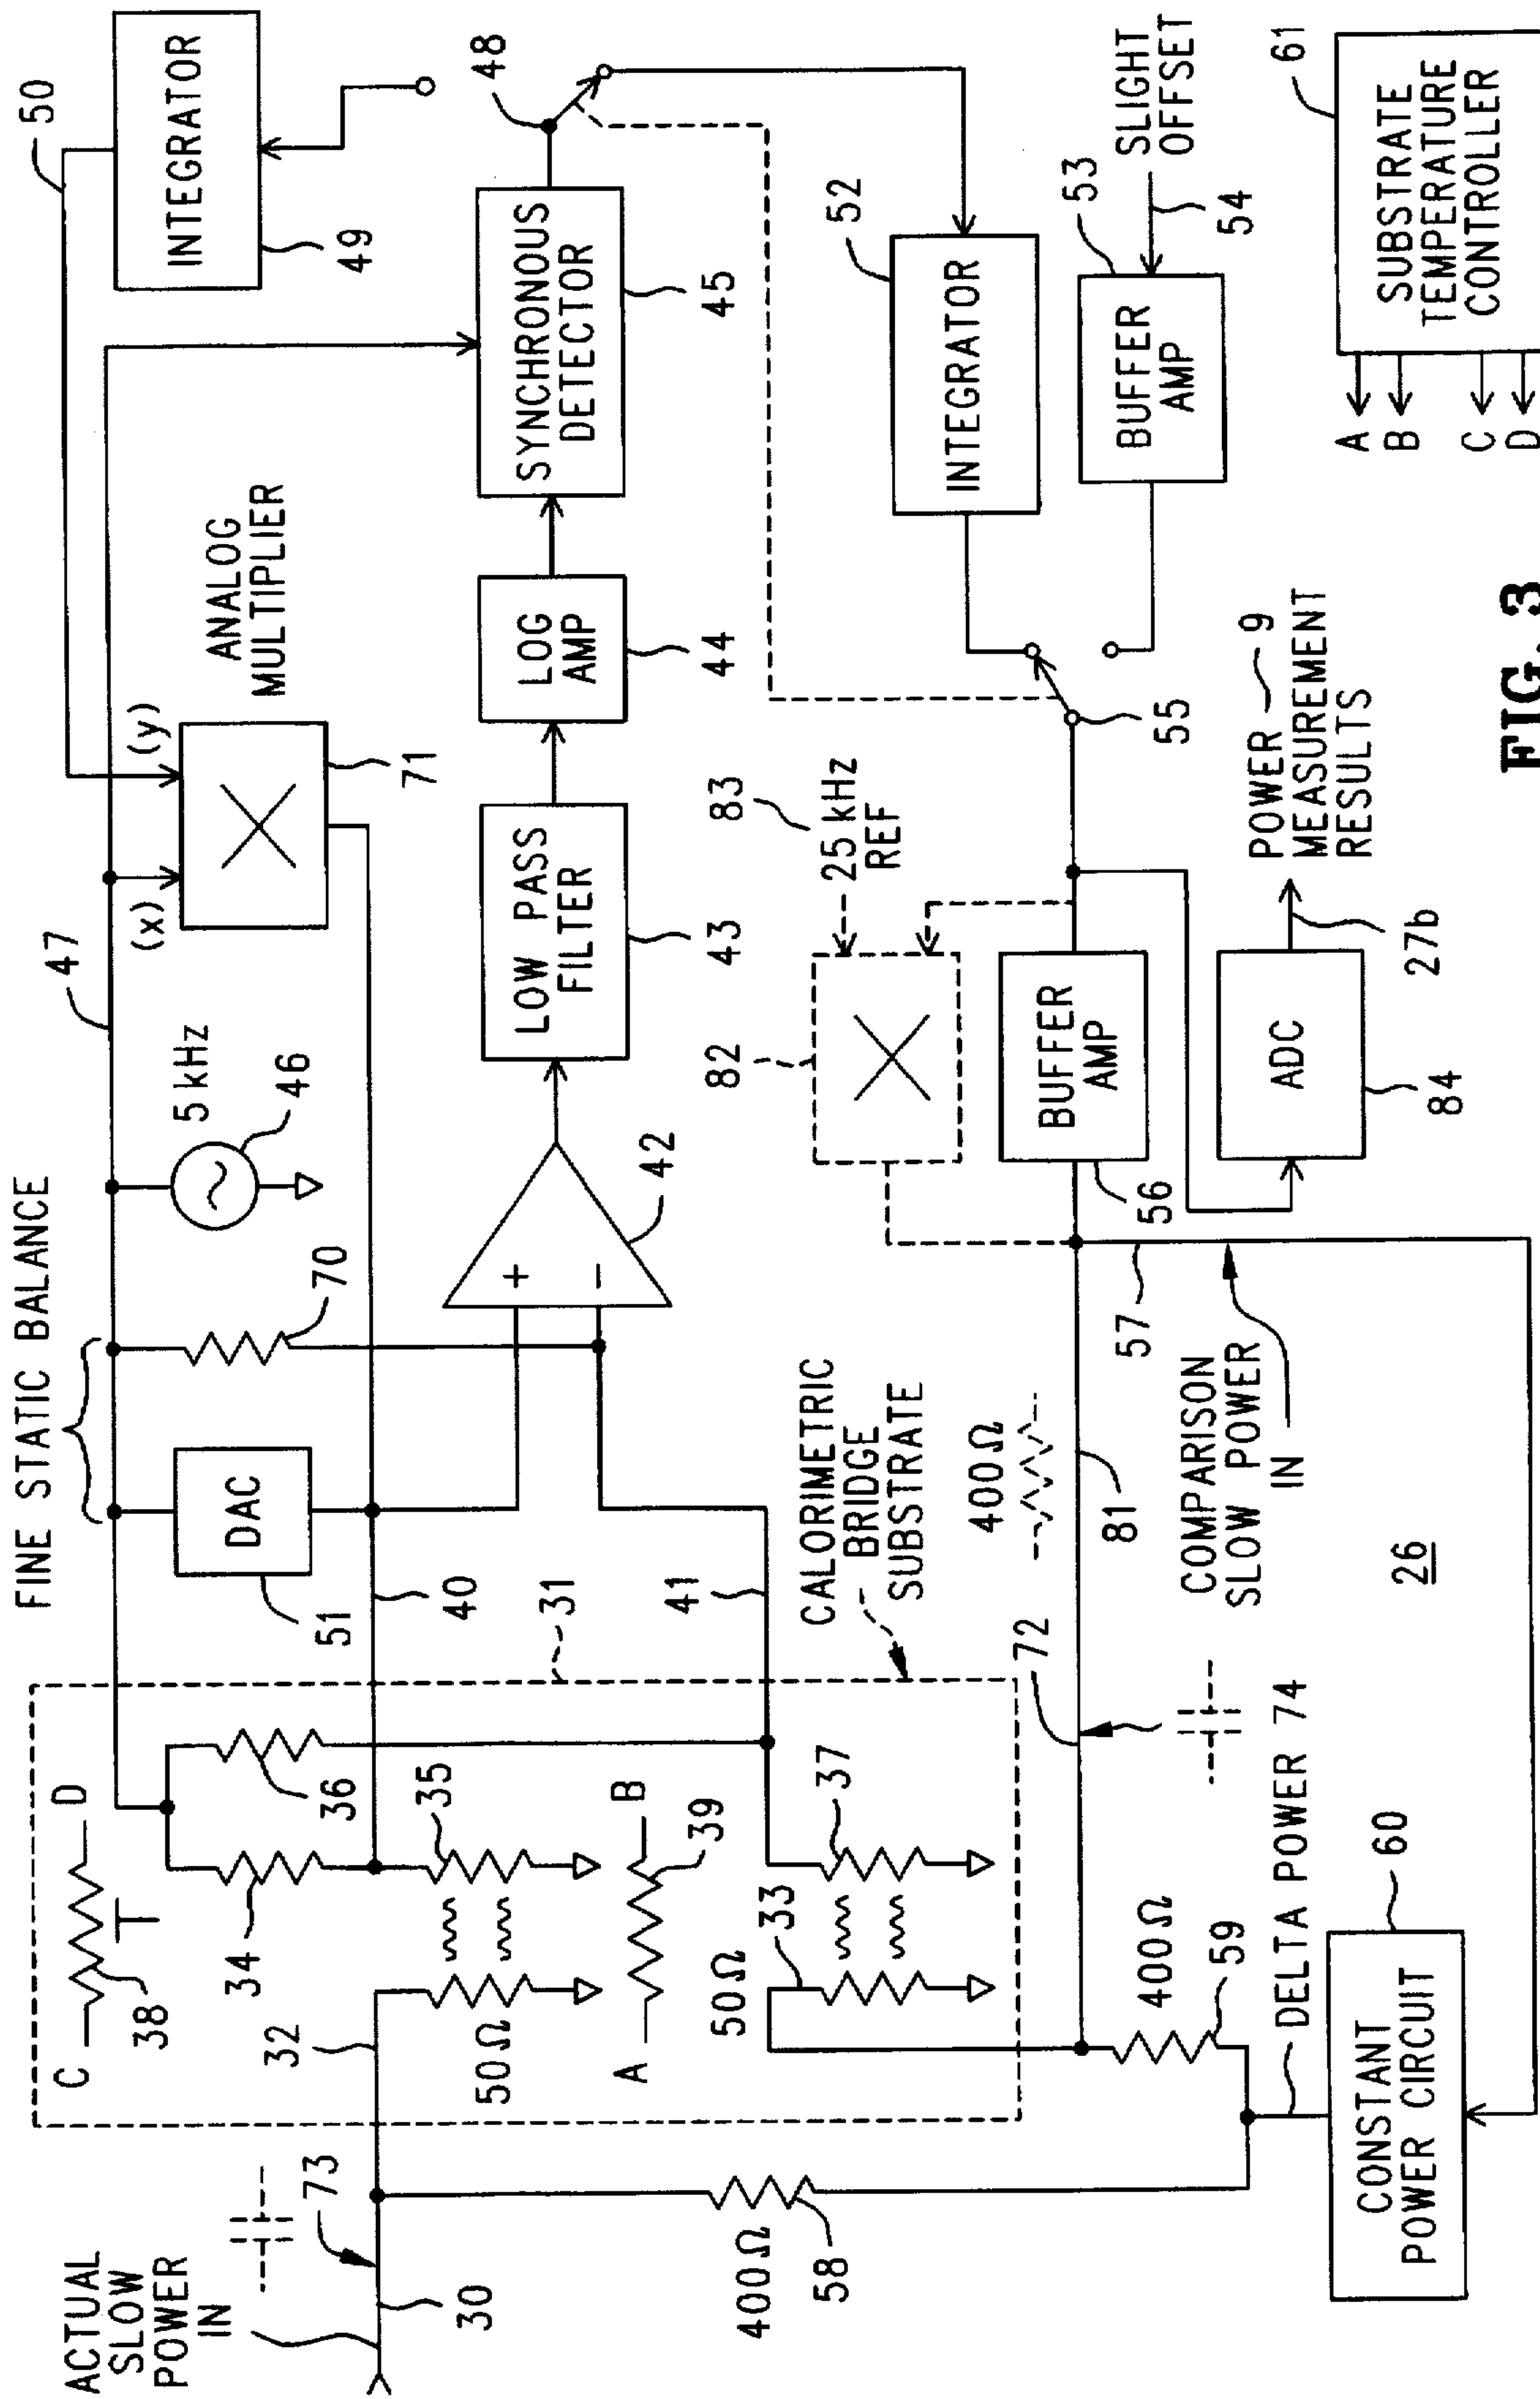 FINE STATIC BALANCE
47
50
5 kHz
46
(x)
(y)
ANALOG
MULTIPLIER
71
INTEGRATOR
49
48
DAC
51
70
40
31
41
42
+
−
LOW PASS
FILTER
43
LOG
AMP
44
SYNCHRONOUS
DETECTOR
45
C
D
T
38
34
36
35
37
32
50Ω
A
B
39
50Ω
33
CALORIMETRIC
BRIDGE
SUBSTRATE
ACTUAL
SLOW
POWER
IN
73
30
400Ω
58
400Ω
59
DELTA POWER 74
CONSTANT
POWER CIRCUIT
60
72
400Ω
81
COMPARISON
SLOW POWER
IN
57
26
82
83
25 kHz
REF
BUFFER
AMP
56
ADC
84
27b
POWER
MEASUREMENT
RESULTS
9
55
INTEGRATOR
52
BUFFER
AMP
53
SLIGHT
OFFSET
54
SUBSTRATE
TEMPERATURE
CONTROLLER
61
A
B
C
D
FIG. 3